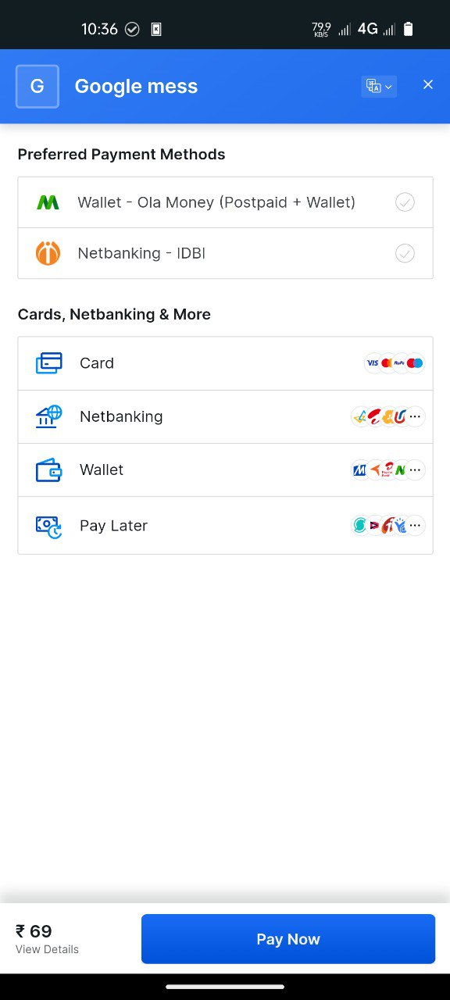 10:36
79.9
KB/S
4G
G
Google mess
Preferred Payment Methods
Wallet - Ola Money (Postpaid + Wallet)
Netbanking - IDBI
Cards, Netbanking & More
Card
VISA
RuPay
Netbanking
Wallet
Pay Later
₹ 69
View Details
Pay Now